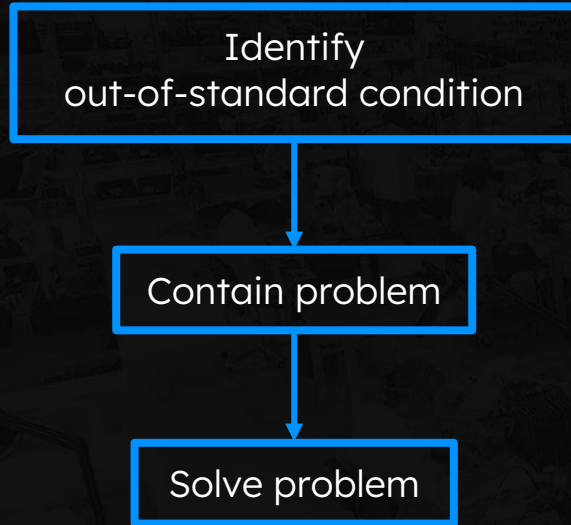 Identify
out-of-standard condition
Contain problem
Solve problem